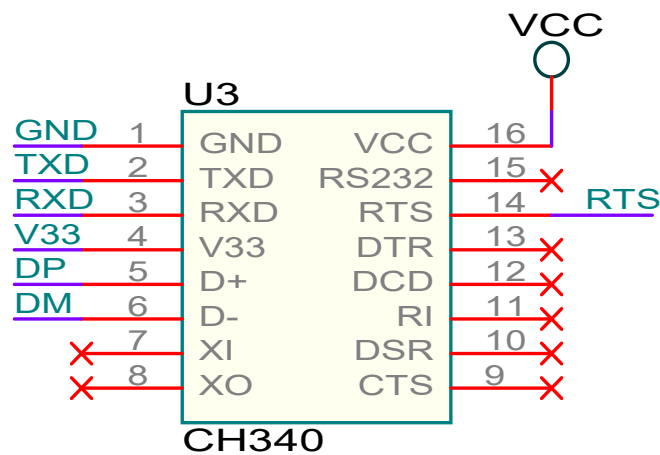 VCC
U3
GND 1 GND VCC 16
TXD 2 TXD RS232 15
RXD 3 RXD RTS 14 RTS
V33 4 V33 DTR 13
DP 5 D+ DCD 12
DM 6 D- RI 11
7 XI DSR 10
8 XO CTS 9
CH340